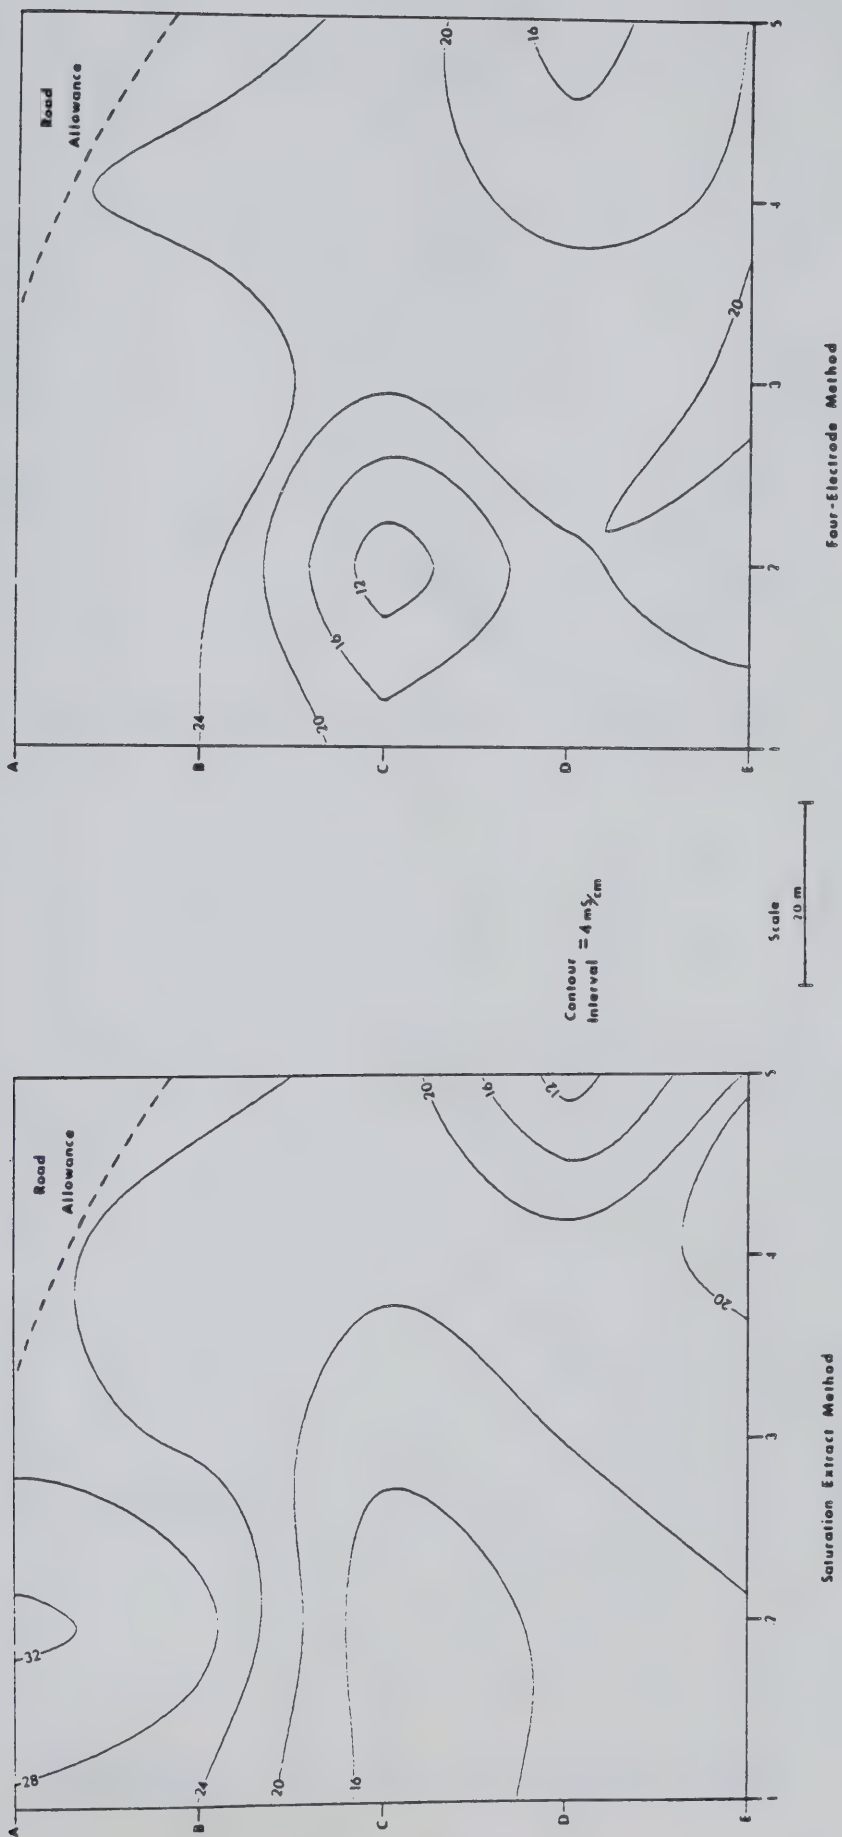 Road
Allowance
-20-
16
24
20
16
12
20
A
B
C
D
E
1
2
3
4
5
Four-Electrode Method
Contour
Interval = 4 mS/cm
Scale
20 m
Road
Allowance
32
28
24
20
16
20
16
12
20
A
B
C
D
E
1
2
3
4
5
Saturation Extract Method